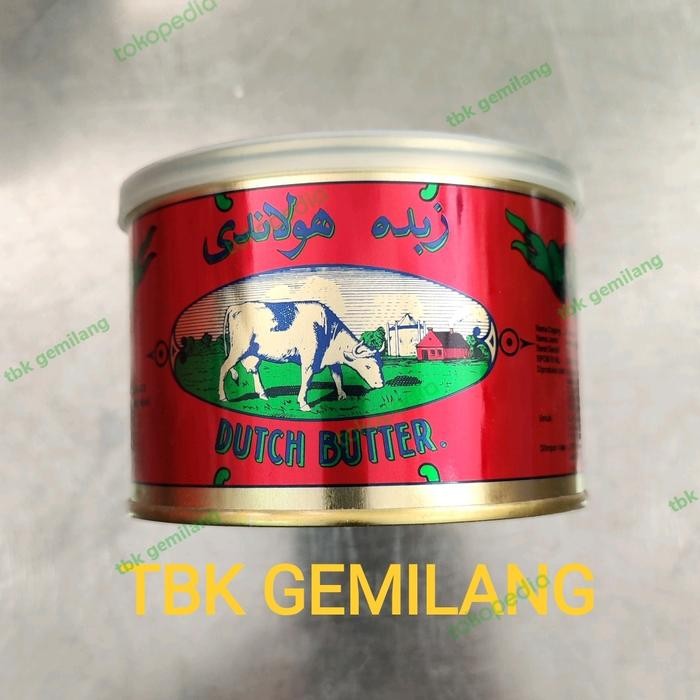 tokopedia
tbk gemilang
زبده هولاندى
tbk gemilang
tbk gemilang
DUTCH BUTTER.
tbk gemilang
tbk gemilang
tbk gemilang
TBK GEMILANG
tokopedia